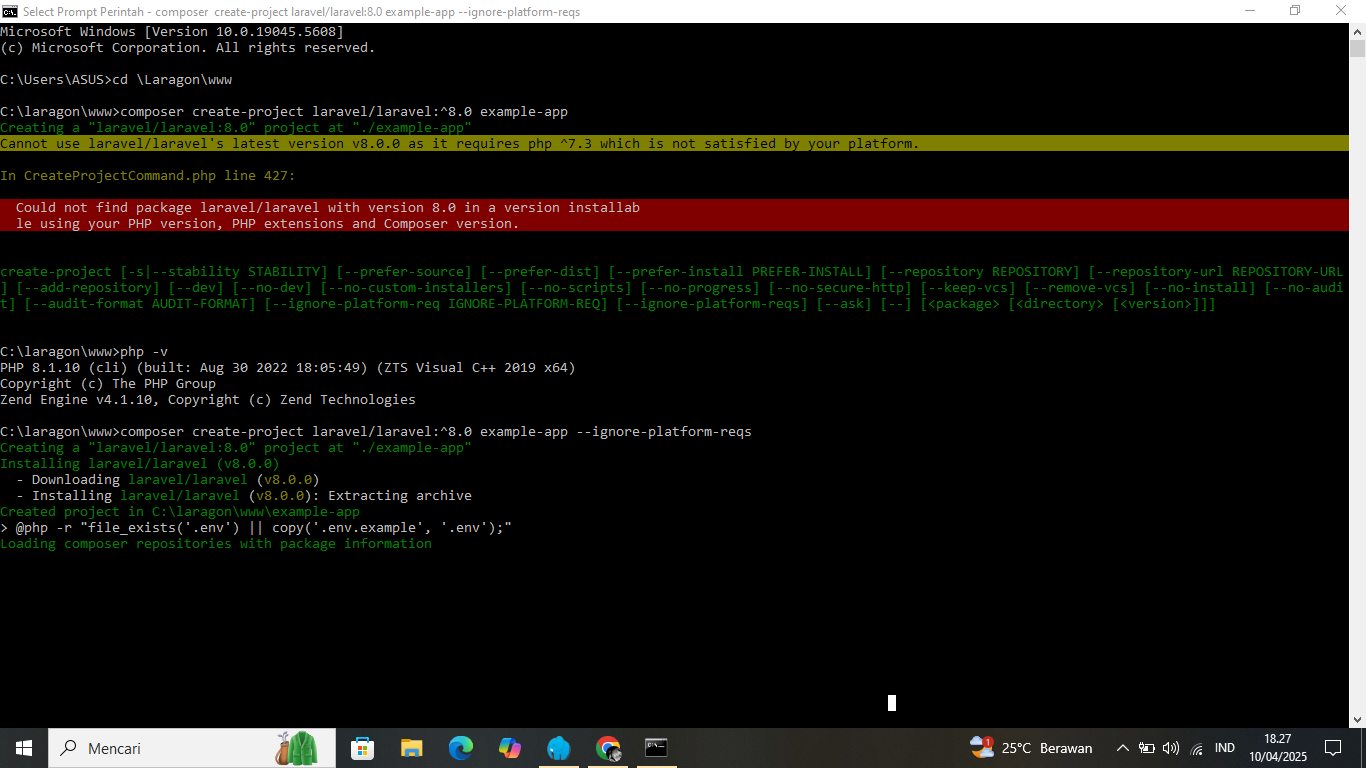 Select Prompt Perintah - composer  create-project laravel/laravel:8.0 example-app --ignore-platform-reqs
Microsoft Windows [Version 10.0.19045.5608]
(c) Microsoft Corporation. All rights reserved.
C:\Users\ASUS>cd \Laragon\www
C:\laragon\www>composer create-project laravel/laravel:^8.0 example-app
Creating a "laravel/laravel:8.0" project at "./example-app"
Cannot use laravel/laravel's latest version v8.0.0 as it requires php ^7.3 which is not satisfied by your platform.
In CreateProjectCommand.php line 427:
Could not find package laravel/laravel with version 8.0 in a version installab
le using your PHP version, PHP extensions and Composer version.
create-project [-s|--stability STABILITY] [--prefer-source] [--prefer-dist] [--prefer-install PREFER-INSTALL] [--repository REPOSITORY] [--repository-url REPOSITORY-URL
] [--add-repository] [--dev] [--no-dev] [--no-custom-installers] [--no-scripts] [--no-progress] [--no-secure-http] [--keep-vcs] [--remove-vcs] [--no-install] [--no-audi
t] [--audit-format AUDIT-FORMAT] [--ignore-platform-req IGNORE-PLATFORM-REQ] [--ignore-platform-reqs] [--ask] [--] [<package> [<directory> [<version>]]]
C:\laragon\www>php -v
PHP 8.1.10 (cli) (built: Aug 30 2022 18:05:49) (ZTS Visual C++ 2019 x64)
Copyright (c) The PHP Group
Zend Engine v4.1.10, Copyright (c) Zend Technologies
C:\laragon\www>composer create-project laravel/laravel:^8.0 example-app --ignore-platform-reqs
Creating a "laravel/laravel:8.0" project at "./example-app"
Installing laravel/laravel (v8.0.0)
- Downloading laravel/laravel (v8.0.0)
- Installing laravel/laravel (v8.0.0): Extracting archive
Created project in C:\laragon\www\example-app
> @php -r "file_exists('.env') || copy('.env.example', '.env');"
Loading composer repositories with package information
Mencari
1
25°C Berawan
IND
18.27
10/04/2025